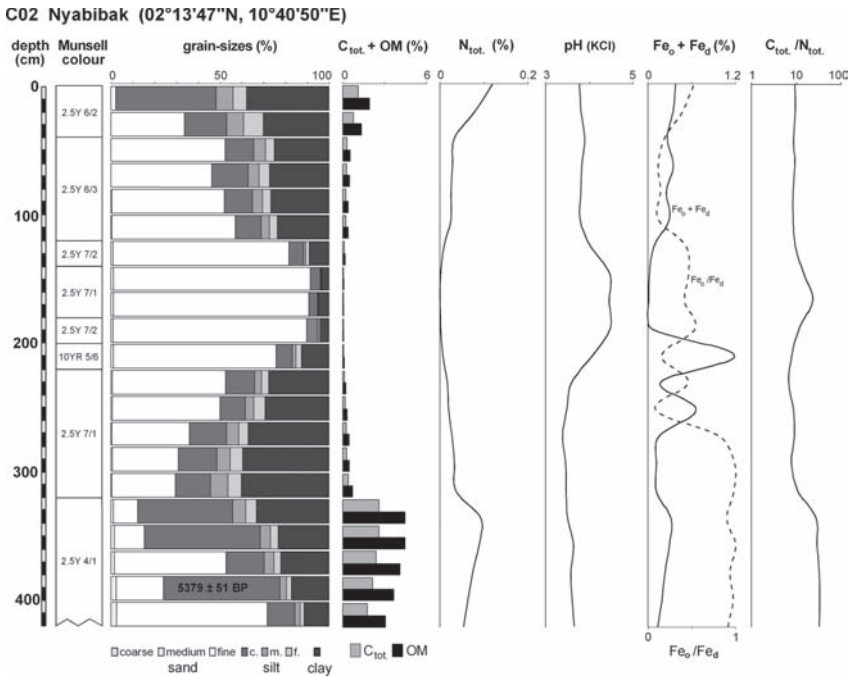 C02 Nyabibak (02°13'47"N, 10°40'50"E)
depth (cm) Munsell colour grain-sizes (%) C tot. + OM (%) N tot. (%) pH (KCl) Fe o + Fe d (%) C tot. /N tot.
0 100 0 6 0 0.2 3 5 0 1.2 1 10 100
0
100
200
300
400
2.5Y 6/2
2.5Y 6/3
2.5Y 7/2
2.5Y 7/1
2.5Y 7/2
10YR 5/6
2.5Y 7/1
2.5Y 4/1
5379 ± 51 BP
Fe o + Fe d
Fe o /Fe d
0 1
Fe o /Fe d
coarse medium fine c. m. f.
sand silt clay
C tot. OM